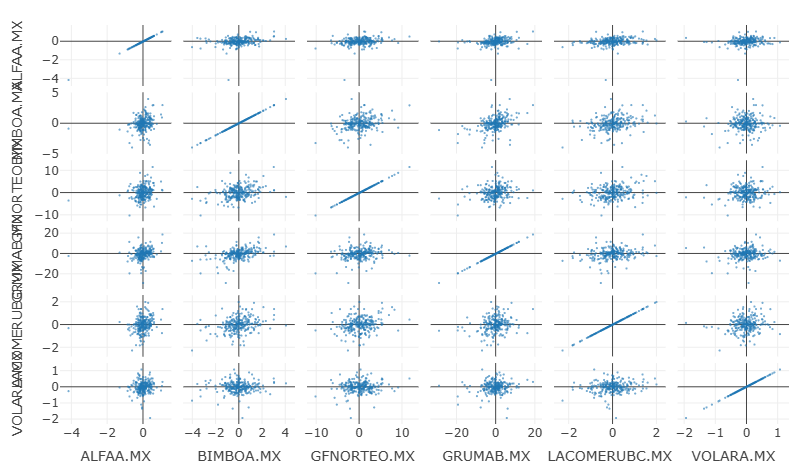 ALFAA.MX
0
−2
−4
BIMBOA.MX
5
0
−5
GFNORTEO.MX
10
0
−10
GRUMAB.MX
20
0
−20
LACOMERUBC.MX
2
0
−2
VOLARA.MX
1
0
−1
−2
−4 −2 0
−4 −2 0 2 4
−10 0 10
−20 0 20
−2 0 2
−2 −1 0 1
ALFAA.MX BIMBOA.MX GFNORTEO.MX GRUMAB.MX LACOMERUBC.MX VOLARA.MX